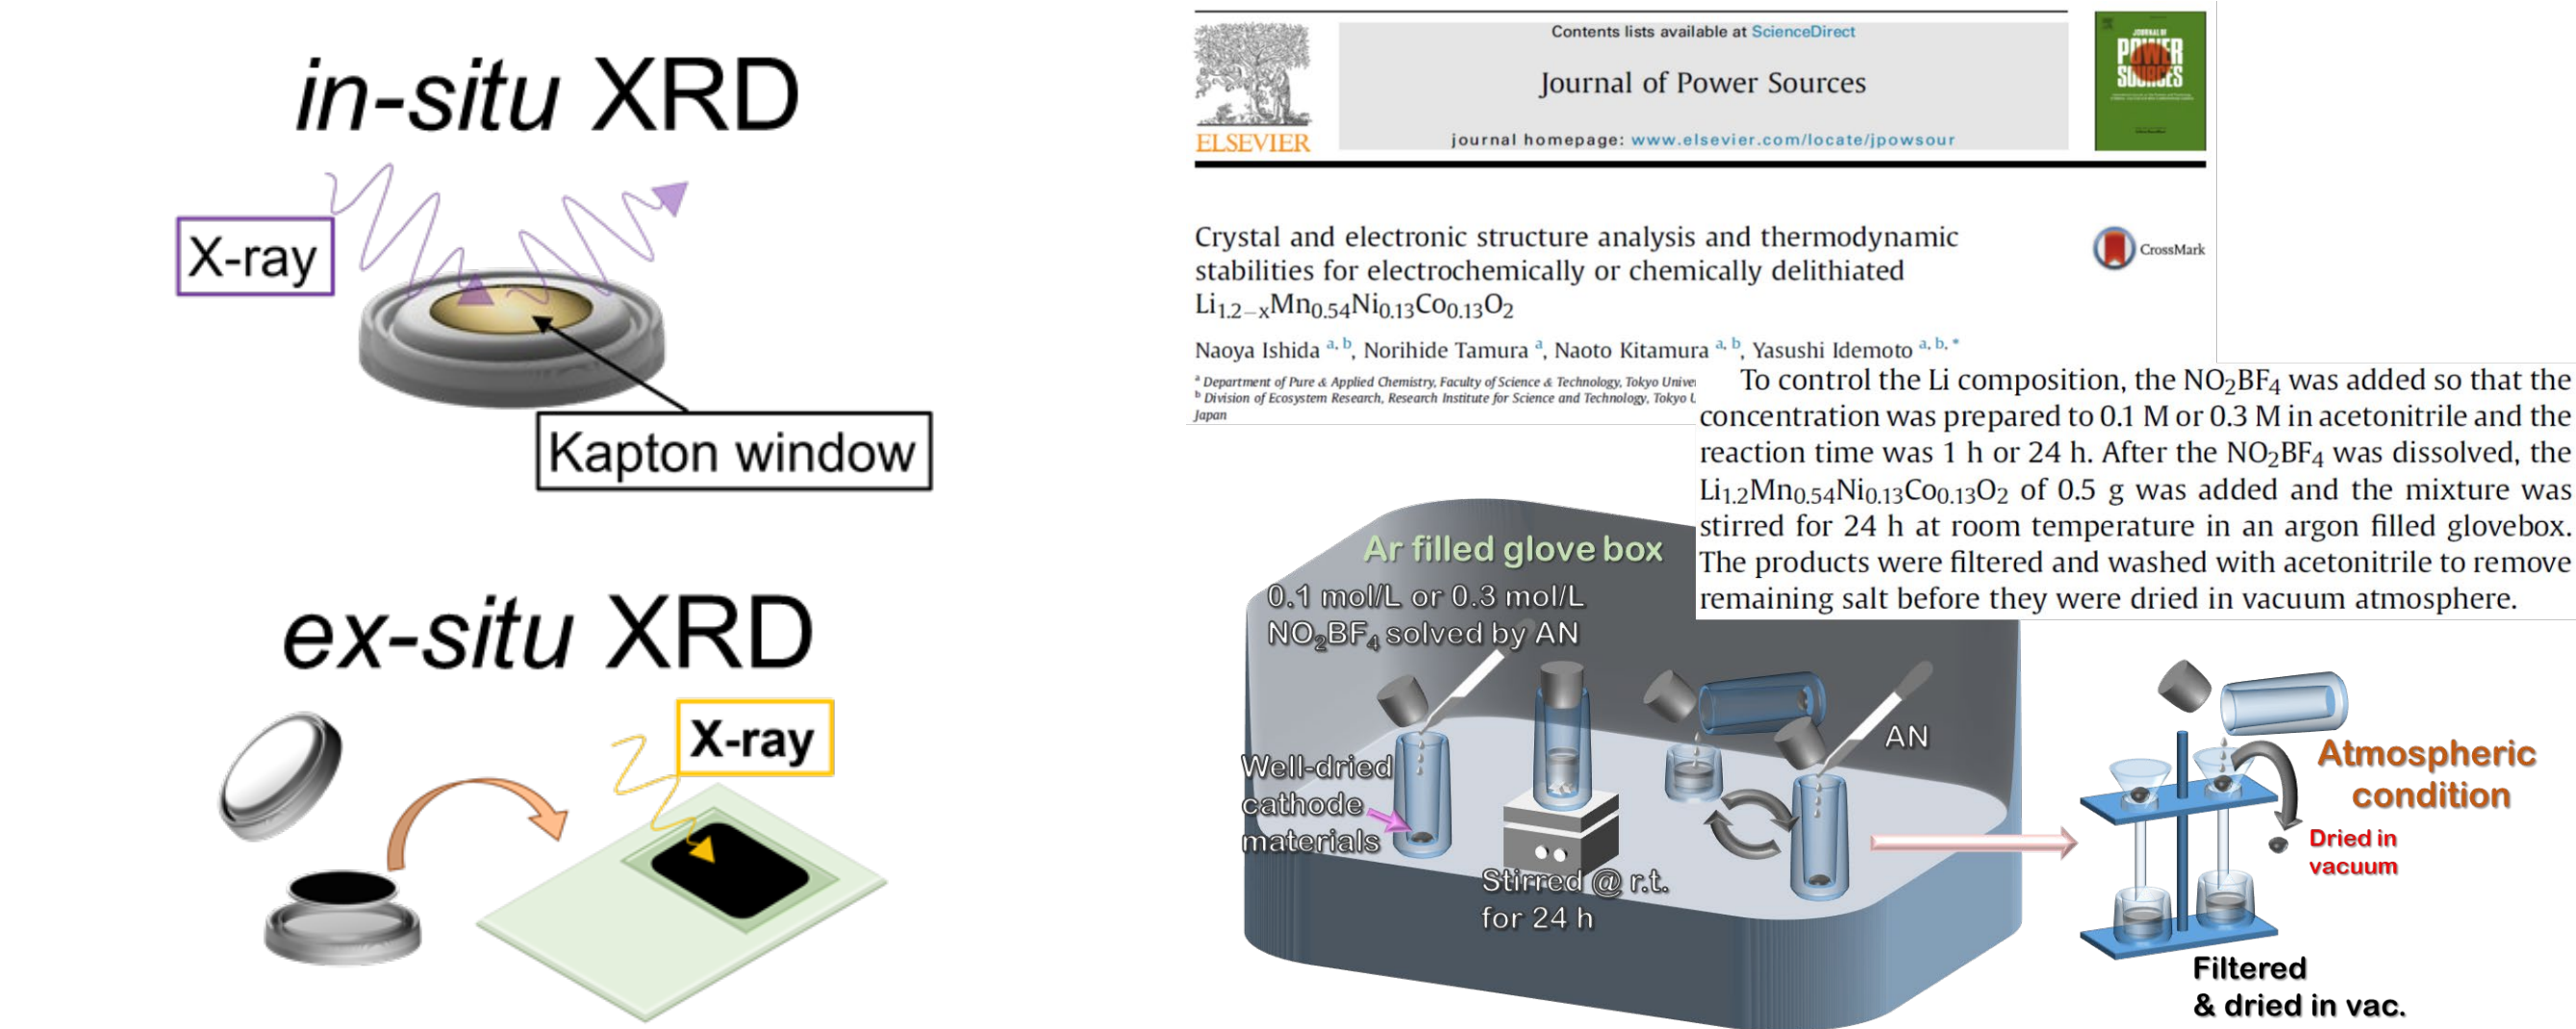 in-situ XRD
X-ray
Kapton window
ex-situ XRD
X-ray
Contents lists available at ScienceDirect
Journal of Power Sources
journal homepage: www.elsevier.com/locate/jpowsour
ELSEVIER
JOURNAL OF
POWER
SOURCES
Crystal and electronic structure analysis and thermodynamic
stabilities for electrochemically or chemically delithiated
Li1.2−xMn0.54Ni0.13Co0.13O2
CrossMark
Naoya Ishida a, b, Norihide Tamura a, Naoto Kitamura a, b, Yasushi Idemoto a, b, *
a Department of Pure & Applied Chemistry, Faculty of Science & Technology, Tokyo Univer
b Division of Ecosystem Research, Research Institute for Science and Technology, Tokyo U
Japan
To control the Li composition, the NO2BF4 was added so that the
concentration was prepared to 0.1 M or 0.3 M in acetonitrile and the
reaction time was 1 h or 24 h. After the NO2BF4 was dissolved, the
Li1.2Mn0.54Ni0.13Co0.13O2 of 0.5 g was added and the mixture was
stirred for 24 h at room temperature in an argon filled glovebox.
The products were filtered and washed with acetonitrile to remove
remaining salt before they were dried in vacuum atmosphere.
Ar filled glove box
0.1 mol/L or 0.3 mol/L
NO2BF4 solved by AN
Well-dried
cathode
materials
Stirred @ r.t.
for 24 h
AN
Atmospheric
condition
Dried in
vacuum
Filtered
& dried in vac.